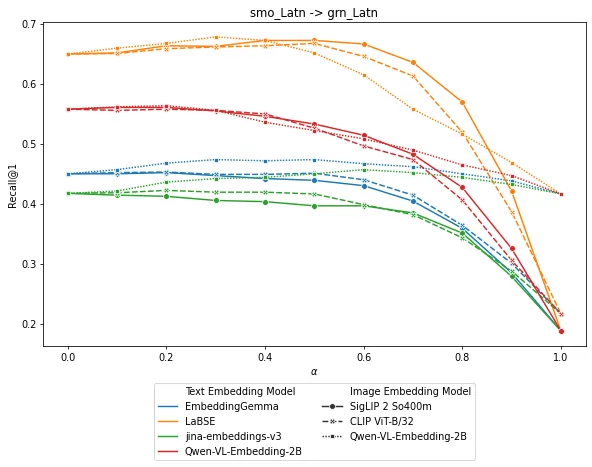 smo_Latn -> grn_Latn
Recall@1
0.7
0.6
0.5
0.4
0.3
0.2
0.0 0.2 0.4 0.6 0.8 1.0
α
Text Embedding Model Image Embedding Model
EmbeddingGemma SigLIP 2 So400m
LaBSE CLIP ViT-B/32
jina-embeddings-v3 Qwen-VL-Embedding-2B
Qwen-VL-Embedding-2B